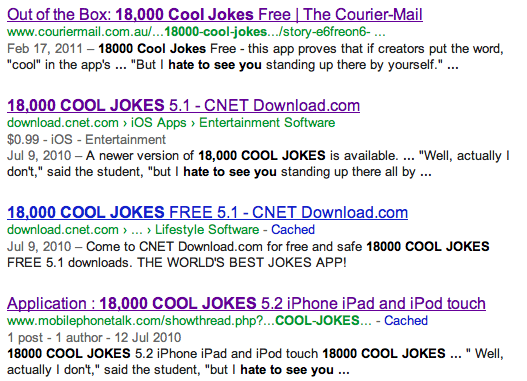 Out of the Box: 18,000 Cool Jokes Free | The Courier-Mail
www.couriermail.com.au/...18000-cool-jokes.../story-e6freon6- ...
Feb 17, 2011 – 18000 Cool Jokes Free - this app proves that if creators put the word,
"cool" in the app's ... "But I hate to see you standing up there by yourself." ...
18,000 COOL JOKES 5.1 - CNET Download.com
download.cnet.com › iOS Apps › Entertainment Software
$0.99 - iOS - Entertainment
Jul 9, 2010 – A newer version of 18,000 COOL JOKES is available. ... "Well, actually I
don't," said the student, "but I hate to see you standing up there all by ...
18,000 COOL JOKES FREE 5.1 - CNET Download.com
download.cnet.com › ... › Lifestyle Software - Cached
Jul 9, 2010 – Come to CNET Download.com for free and safe 18000 COOL JOKES
FREE 5.1 downloads. THE WORLD'S BEST JOKES APP!
Application : 18,000 COOL JOKES 5.2 iPhone iPad and iPod touch
www.mobilephonetalk.com/showthread.php?...COOL-JOKES... - Cached
1 post - 1 author - 12 Jul 2010
18000 COOL JOKES 5.2 iPhone iPad and iPod touch 18000 COOL JOKES ... " Well,
actually I don't," said the student, "but I hate to see you ...